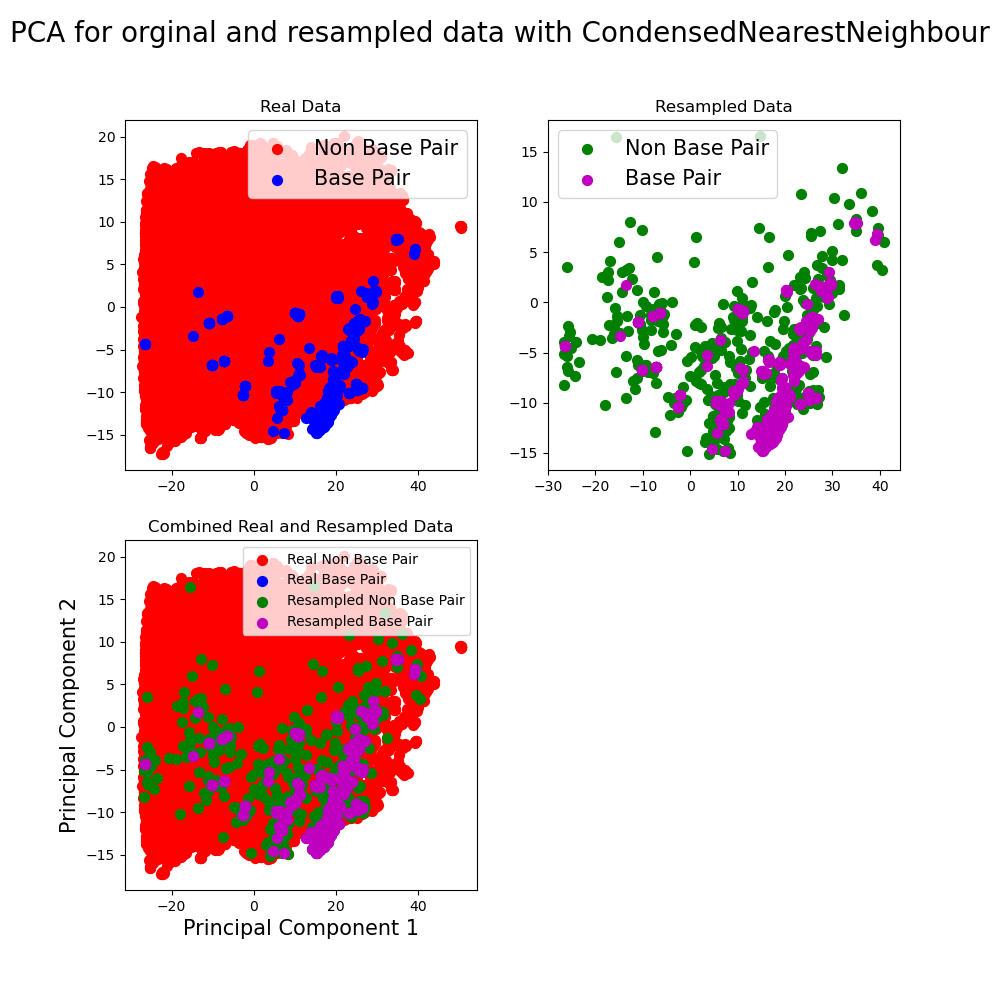 PCA for orginal and resampled data with CondensedNearestNeighbour
Real Data
Non Base Pair
Base Pair
20
15
10
5
0
−5
−10
−15
−20
0
20
40
Resampled Data
Non Base Pair
Base Pair
15
10
5
0
−5
−10
−15
−30
−20
−10
0
10
20
30
40
Combined Real and Resampled Data
Real Non Base Pair
Real Base Pair
Resampled Non Base Pair
Resampled Base Pair
Principal Component 2
20
15
10
5
0
−5
−10
−15
−20
0
20
40
Principal Component 1